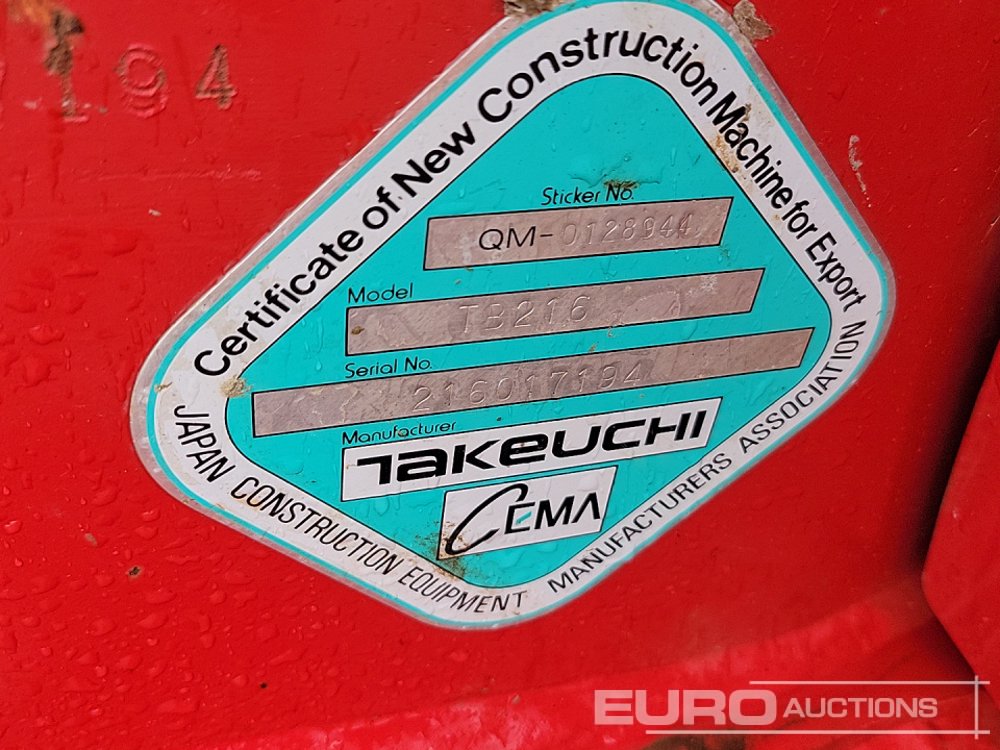 194
Certificate of New Construction Machine for Export
Sticker No.
QM-0128944
Model
TB216
Serial No.
216017194
Manufacturer
TAKEUCHI
CEMA
JAPAN CONSTRUCTION EQUIPMENT MANUFACTURERS ASSOCIATION
EURO AUCTIONS